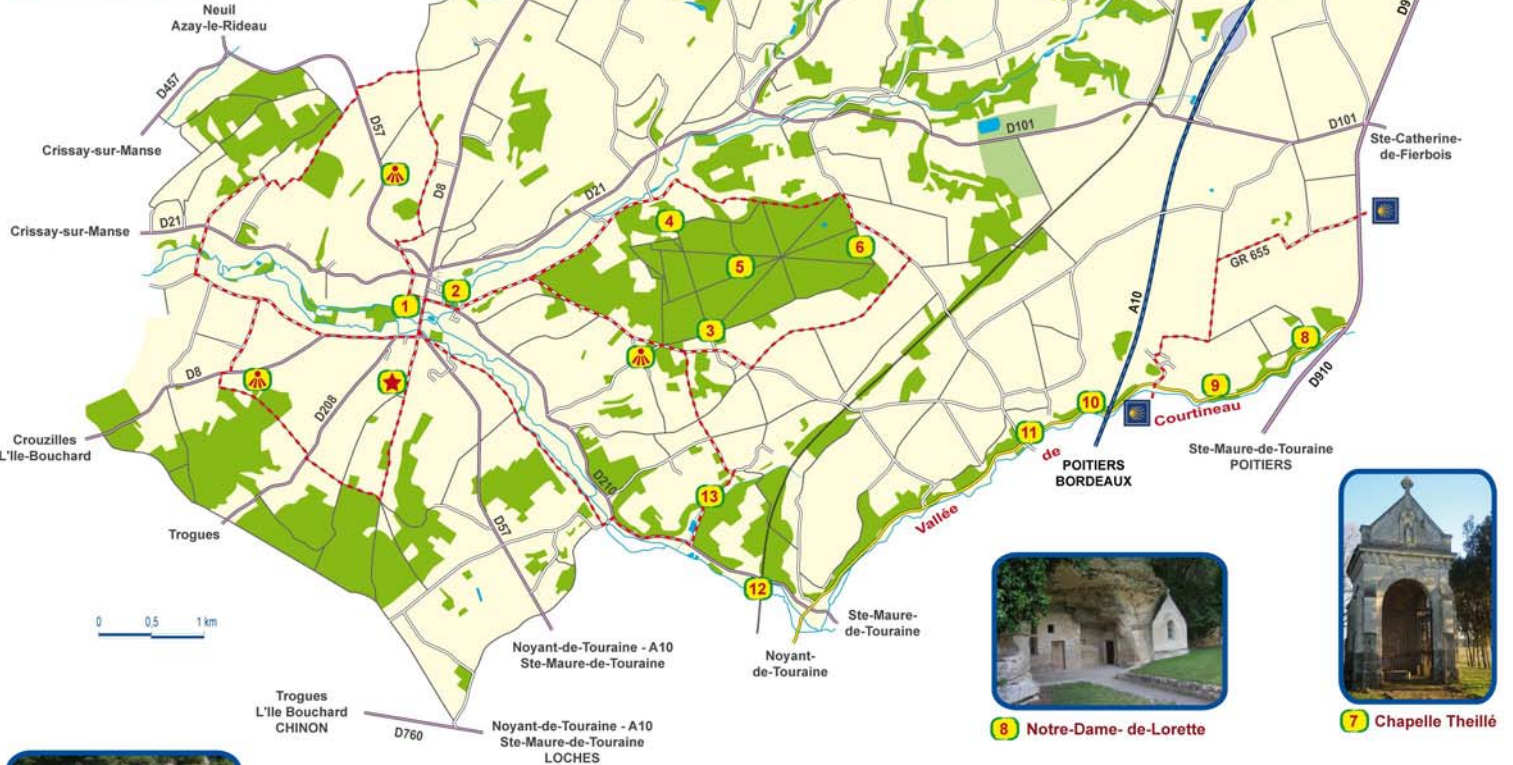 Neuil
Azay-le-Rideau
D9
D457
D57
D101
D101
Crissay-sur-Manse
Ste-Catherine-
de-Fierbois
D8
D21
D21
Crissay-sur-Manse
4
6
5
GR 655
2
1
A10
3
8
D8
D208
9
D910
10
Courtineau
11
de
Crouzilles
L'Ile-Bouchard
Ste-Maure-de-Touraine
POITIERS
POITIERS
BORDEAUX
D210
13
Vallée
D57
Trogues
12
0 0,5 1 km
Ste-Maure-
de-Touraine
Noyant-de-Touraine - A10
Ste-Maure-de-Touraine
Noyant-
de-Touraine
Trogues
L'Ile Bouchard
CHINON
D760
Noyant-de-Touraine - A10
Ste-Maure-de-Touraine
LOCHES
8 Notre-Dame- de-Lorette
7 Chapelle Theillé